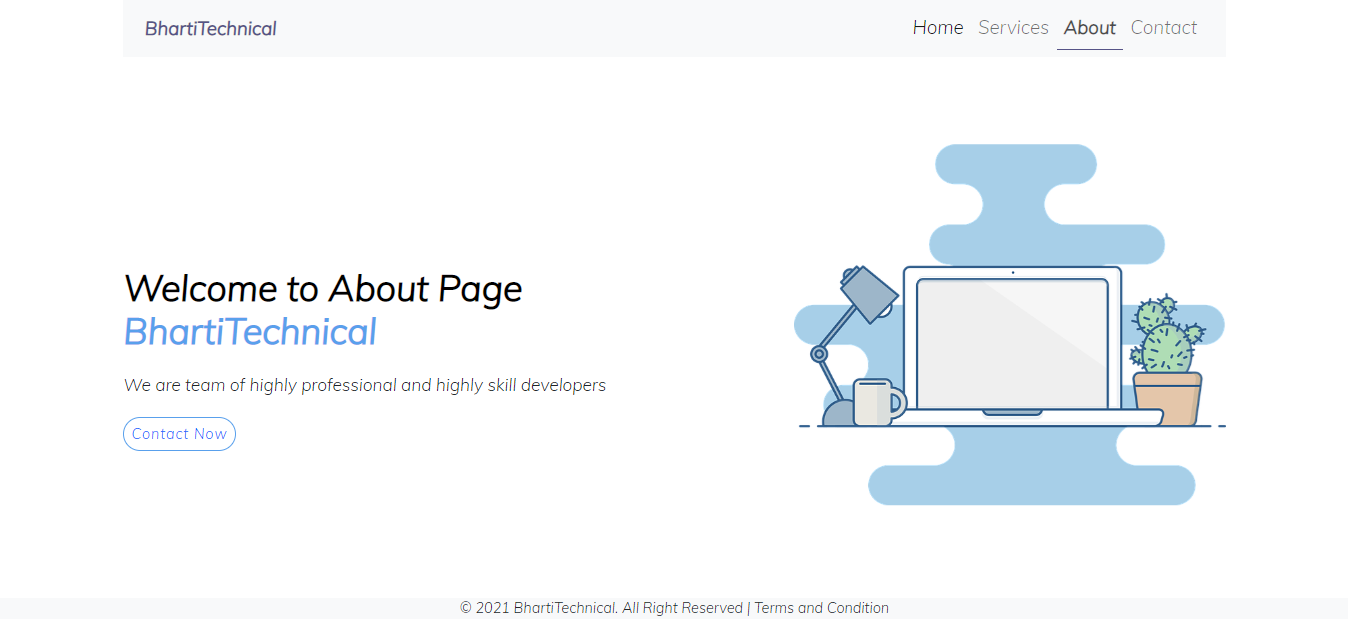 BhartiTechnical
Home Services About Contact
Welcome to About Page
BhartiTechnical
We are team of highly professional and highly skill developers
Contact Now
© 2021 BhartiTechnical. All Right Reserved | Terms and Condition